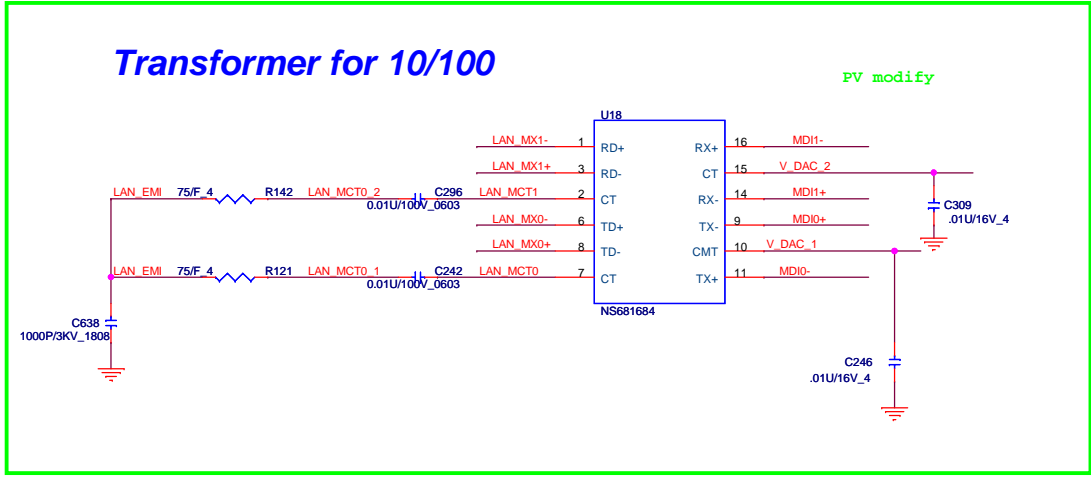 Transformer for 10/100
PV modify
U18
LAN_MX1- 1 RD+ RX+ 16 MDI1-
LAN_MX1+ 3 RD- CT 15 V_DAC_2
LAN_EMI 75/F_4 R142 LAN_MCT0_2 C296 LAN_MCT1 2 CT RX- 14 MDI1+
0.01U/100V_0603
C309
.01U/16V_4
LAN_MX0- 6 TD+ TX- 9 MDI0+
LAN_MX0+ 8 TD- CMT 10 V_DAC_1
LAN_EMI 75/F_4 R121 LAN_MCT0_1 C242 LAN_MCT0 7 CT TX+ 11 MDI0-
0.01U/100V_0603
NS681684
C638
1000P/3KV_1808
C246
.01U/16V_4